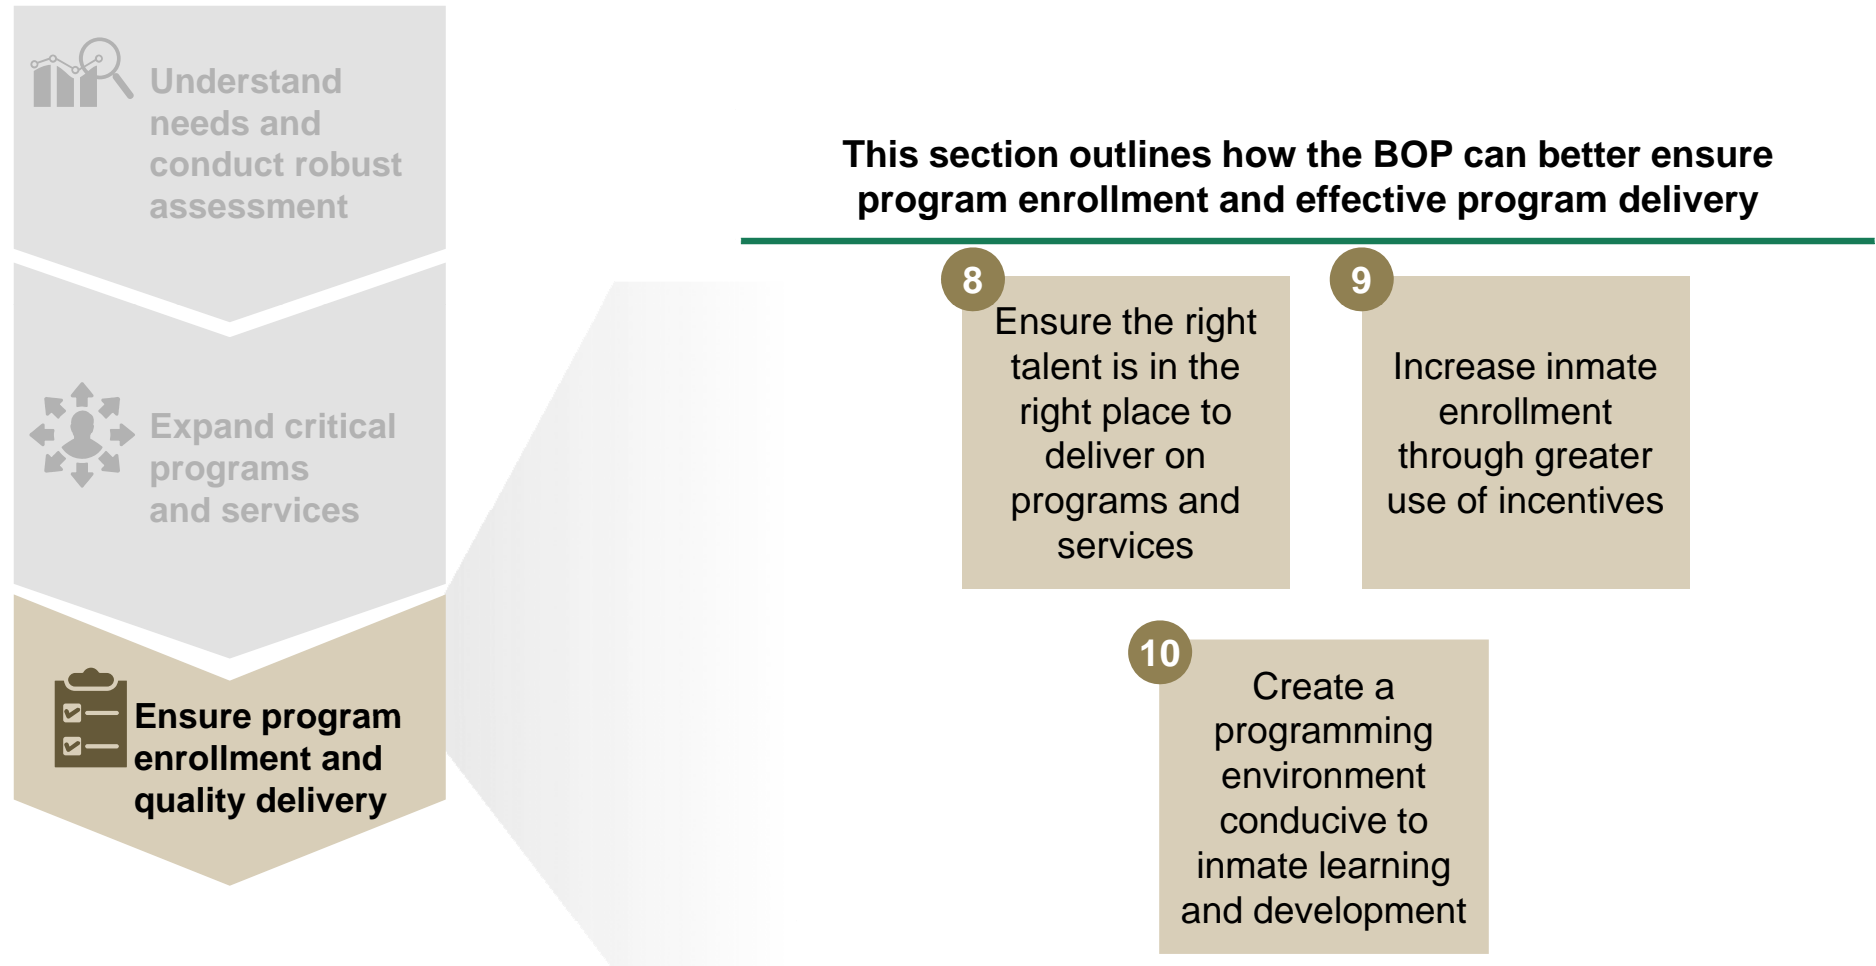 Understand
needs and
conduct robust
assessment
Expand critical
programs
and services
Ensure program
enrollment and
quality delivery
This section outlines how the BOP can better ensure
program enrollment and effective program delivery
8
Ensure the right
talent is in the
right place to
deliver on
programs and
services
9
Increase inmate
enrollment
through greater
use of incentives
10
Create a
programming
environment
conducive to
inmate learning
and development